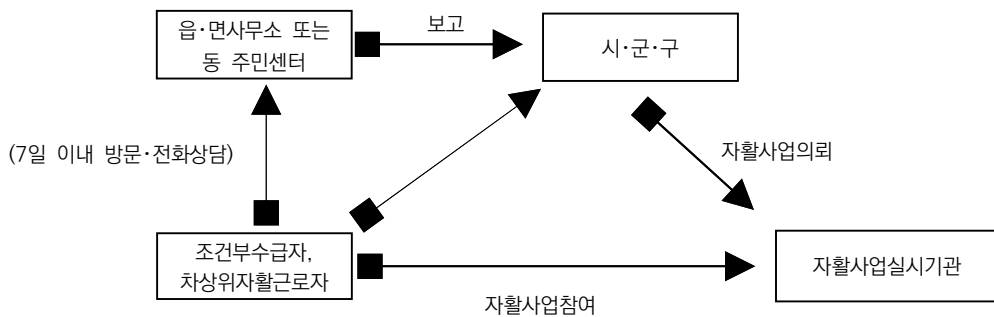 읍·면사무소 또는
동 주민센터
보고
시·군·구
(7일 이내 방문·전화상담)
자활사업의뢰
조건부수급자,
차상위자활근로자
자활사업실시기관
자활사업참여